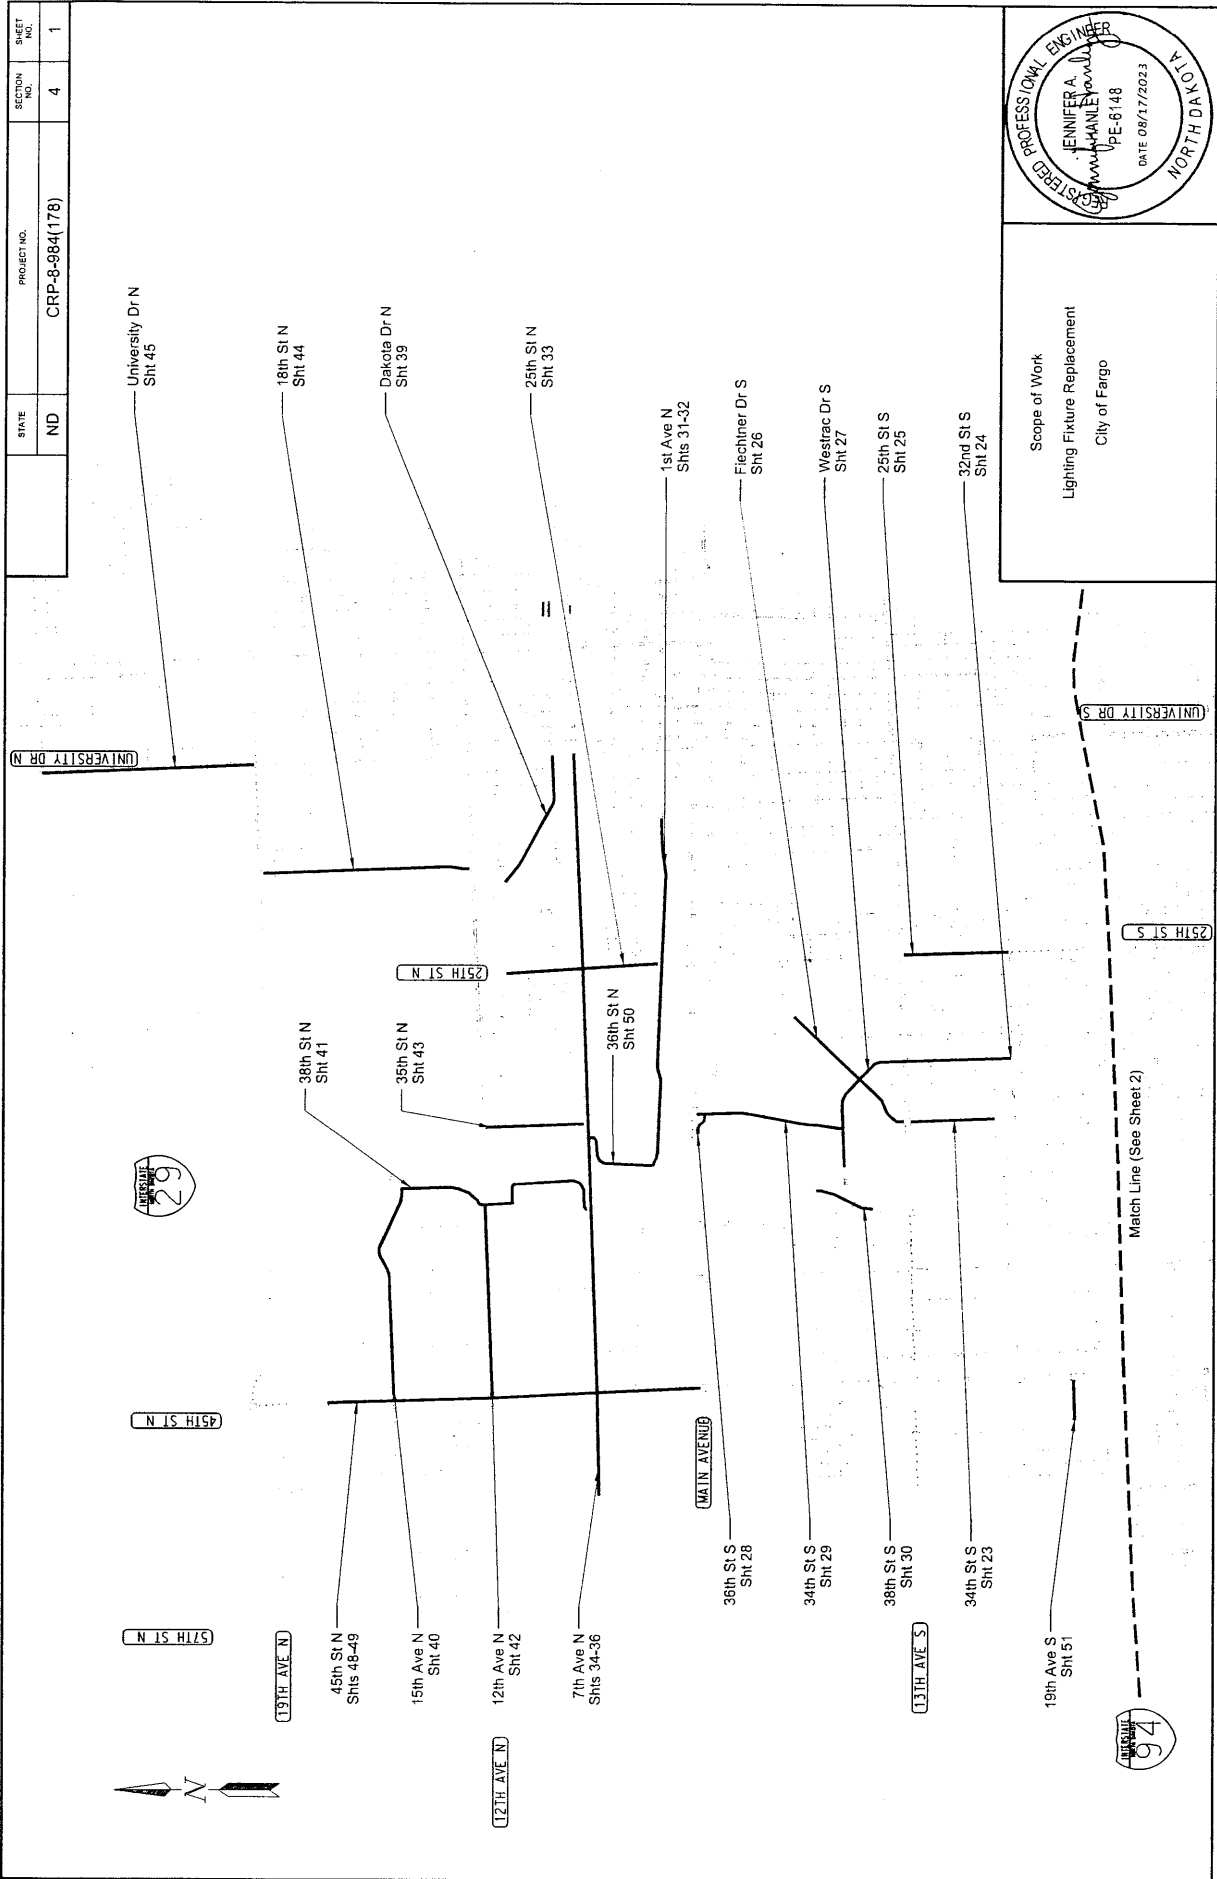 STATE
PROJECT NO.
SECTION NO.
SHEET NO.
ND
CRP-8-984(178)
4
1
University Dr N
Sht 45
18th St N
Sht 44
Dakota Dr N
Sht 39
25th St N
Sht 33
1st Ave N
Shts 31-32
Fiechtner Dr S
Sht 26
Westrac Dr S
Sht 27
25th St S
Sht 25
32nd St S
Sht 24
UNIVERSITY DR N
25TH ST N
38th St N
Sht 41
35th St N
Sht 43
36th St N
Sht 50
INTERSTATE
29
45TH ST N
57TH ST N
19TH AVE N
45th St N
Shts 48-49
15th Ave N
Sht 40
12th Ave N
Sht 42
7th Ave N
Shts 34-36
12TH AVE N
N
MAIN AVENUE
36th St S
Sht 28
34th St S
Sht 29
38th St S
Sht 30
34th St S
Sht 23
13TH AVE S
19th Ave S
Sht 51
INTERSTATE
94
Match Line (See Sheet 2)
25TH ST S
UNIVERSITY DR S
Scope of Work
Lighting Fixture Replacement
City of Fargo
REGISTERED PROFESSIONAL ENGINEER
JENNIFER A.
HANLEY
PE-6148
DATE 08/17/2023
NORTH DAKOTA